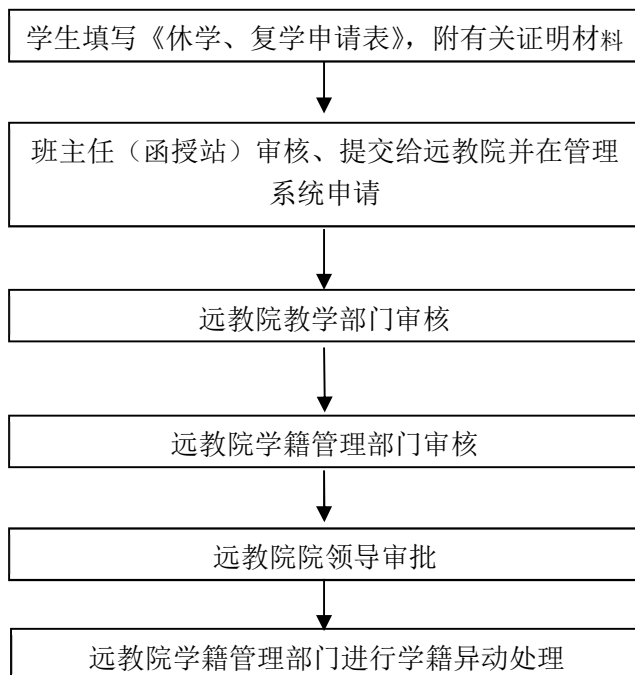 学生填写《休学、复学申请表》，附有关证明材料
班主任（函授站）审核、提交给远教院并在管理
系统申请
远教院教学部门审核
远教院学籍管理部门审核
远教院院领导审批
远教院学籍管理部门进行学籍异动处理